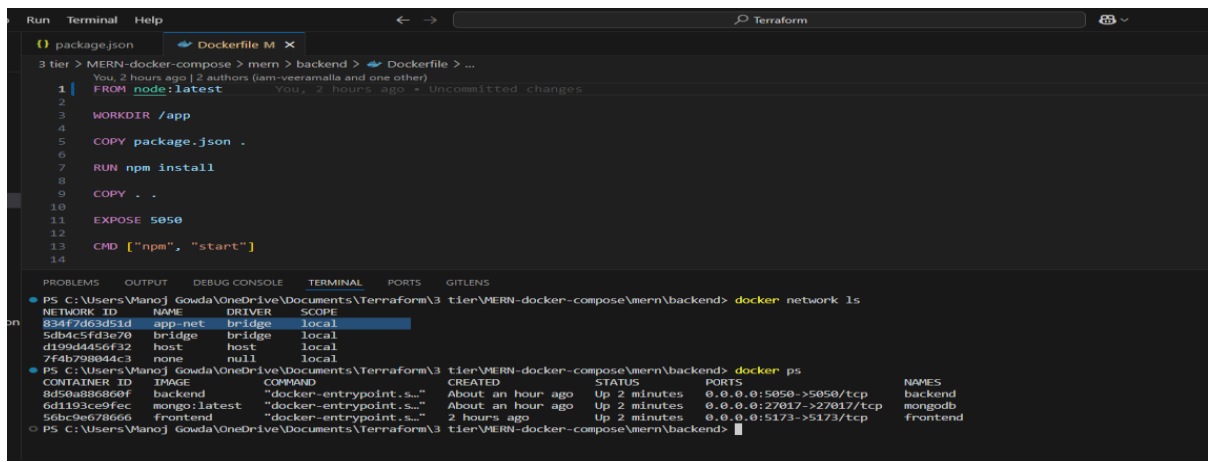 Run Terminal Help ← → Terraform
{} package.json Dockerfile M ×
3 tier > MERN-docker-compose > mern > backend > Dockerfile > ...
You, 2 hours ago | 2 authors (iam-veeramalla and one other)
1 FROM node:latest You, 2 hours ago • Uncommitted changes
2
3 WORKDIR /app
4
5 COPY package.json .
6
7 RUN npm install
8
9 COPY . .
10
11 EXPOSE 5050
12
13 CMD ["npm", "start"]
14
PROBLEMS OUTPUT DEBUG CONSOLE TERMINAL PORTS GITLENS
PS C:\Users\Manoj Gowda\OneDrive\Documents\Terraform\3 tier\MERN-docker-compose\mern\backend> docker network ls
NETWORK ID NAME DRIVER SCOPE
834f7d63d51d app-net bridge local
5db4c5fd3e70 bridge bridge local
d199d4456f32 host host local
7f4b798044c3 none null local
PS C:\Users\Manoj Gowda\OneDrive\Documents\Terraform\3 tier\MERN-docker-compose\mern\backend> docker ps
CONTAINER ID IMAGE COMMAND CREATED STATUS PORTS NAMES
8d50a886860f backend "docker-entrypoint.s…" About an hour ago Up 2 minutes 0.0.0.0:5050->5050/tcp backend
6d1193ce9fec mongo:latest "docker-entrypoint.s…" About an hour ago Up 2 minutes 0.0.0.0:27017->27017/tcp mongodb
56bc9e678666 frontend "docker-entrypoint.s…" 2 hours ago Up 2 minutes 0.0.0.0:5173->5173/tcp frontend
PS C:\Users\Manoj Gowda\OneDrive\Documents\Terraform\3 tier\MERN-docker-compose\mern\backend>